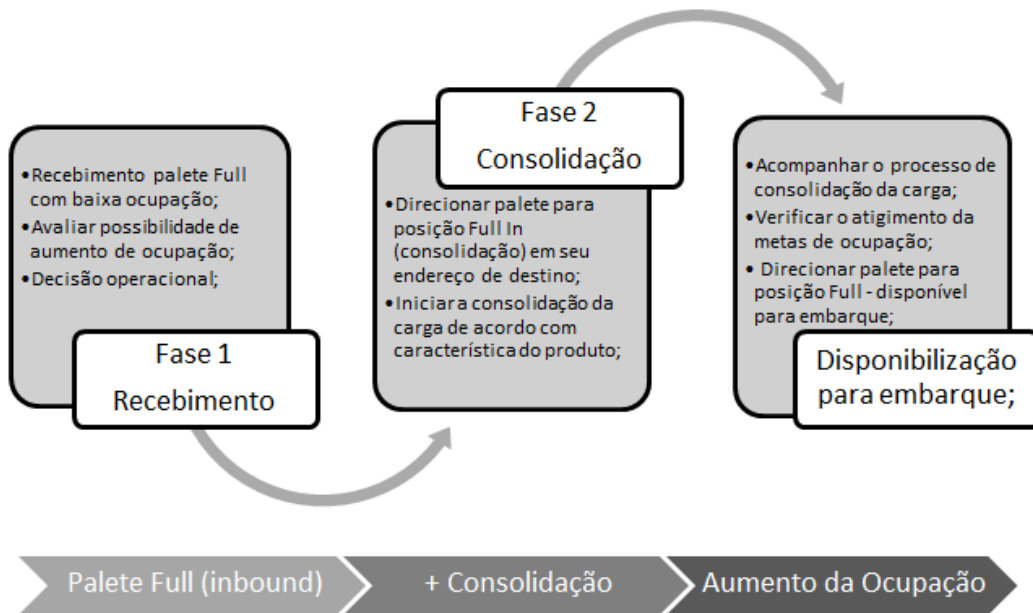 •Recebimento palete Full
com baixa ocupação;
•Avaliar possibilidade de
aumento de ocupação;
•Decisão operacional;
Fase 1
Recebimento
Fase 2
Consolidação
•Direcionar palete para
posição Full In
(consolidação) em seu
endereço de destino;
•Iniciar a consolidação da
carga de acordo com
característica do produto;
•Acompanhar o processo de
consolidação da carga;
•Verificar o atigimento da
metas de ocupação;
• Direcionar palete para
posição Full - disponível
para embarque;
Disponibilização
para embarque;
Palete Full (inbound)
+ Consolidação
Aumento da Ocupação